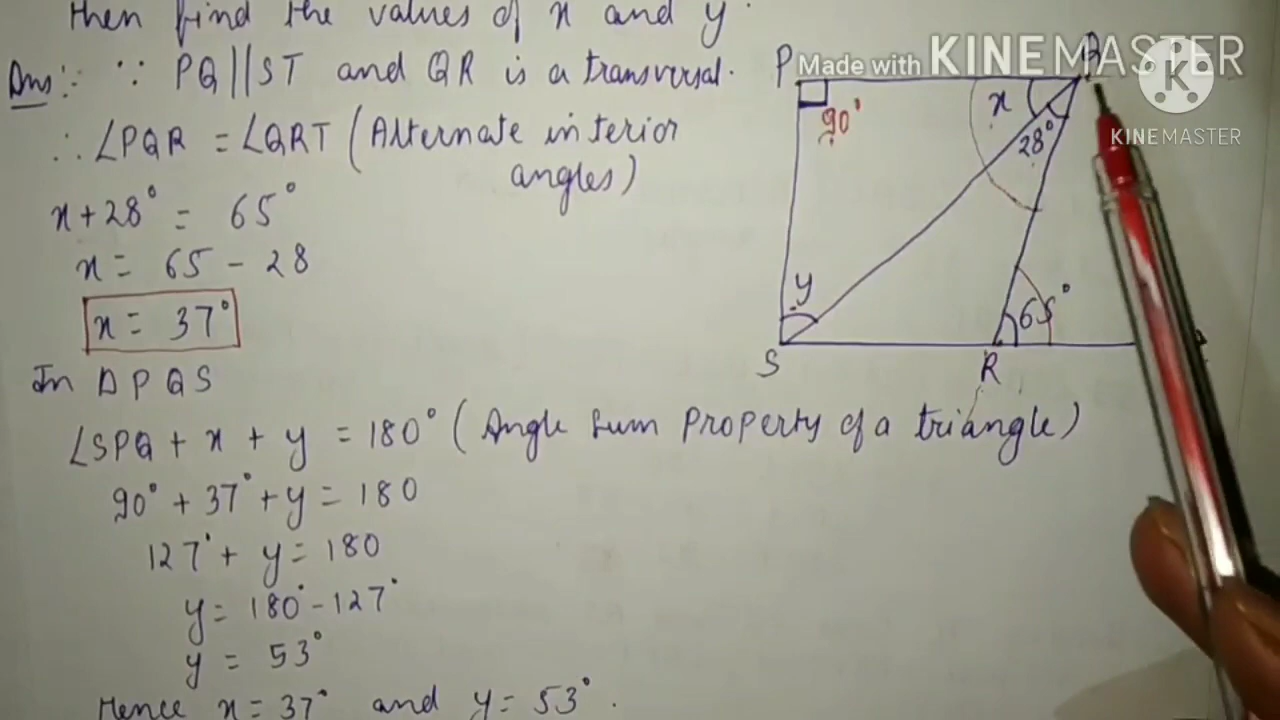 Then find the values of x and y.
Ans:- ∵ PQ||ST and QR is a transversal.
∴ ∠PQR = ∠QRT (Alternate interior
angles)
x+28° = 65°
x = 65 - 28
x = 37°
In Δ PQS
∠SPQ + x + y = 180° (Angle Sum Property of a triangle)
90° + 37° + y = 180
127° + y = 180
y = 180° - 127°
y = 53°
Hence x = 37° and y = 53°.
P
90°
x
28°
y
65°
S
R
Made with KINEMASTER
K
KINEMASTER